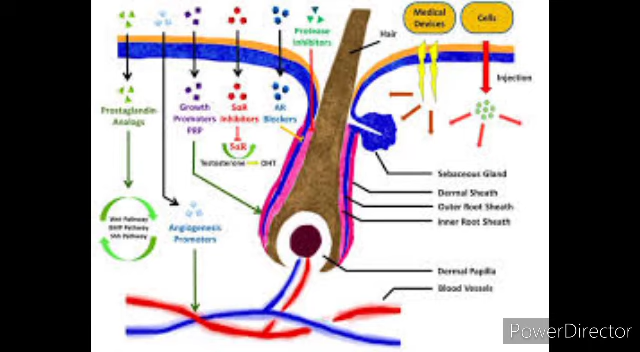 Medical
Devices
Cells
Protease
Inhibitors
Hair
Injection
Prostaglandin
Analogs
Growth
Promoters
PRP
5αR
Inhibitors
AR
Blockers
5αR
Testosterone
DHT
Sebaceous Gland
Dermal Sheath
Outer Root Sheath
Inner Root Sheath
Wnt Pathway
BMP Pathway
Shh Pathway
Angiogenesis
Promoters
Dermal Papilla
Blood Vessels
PowerDirector